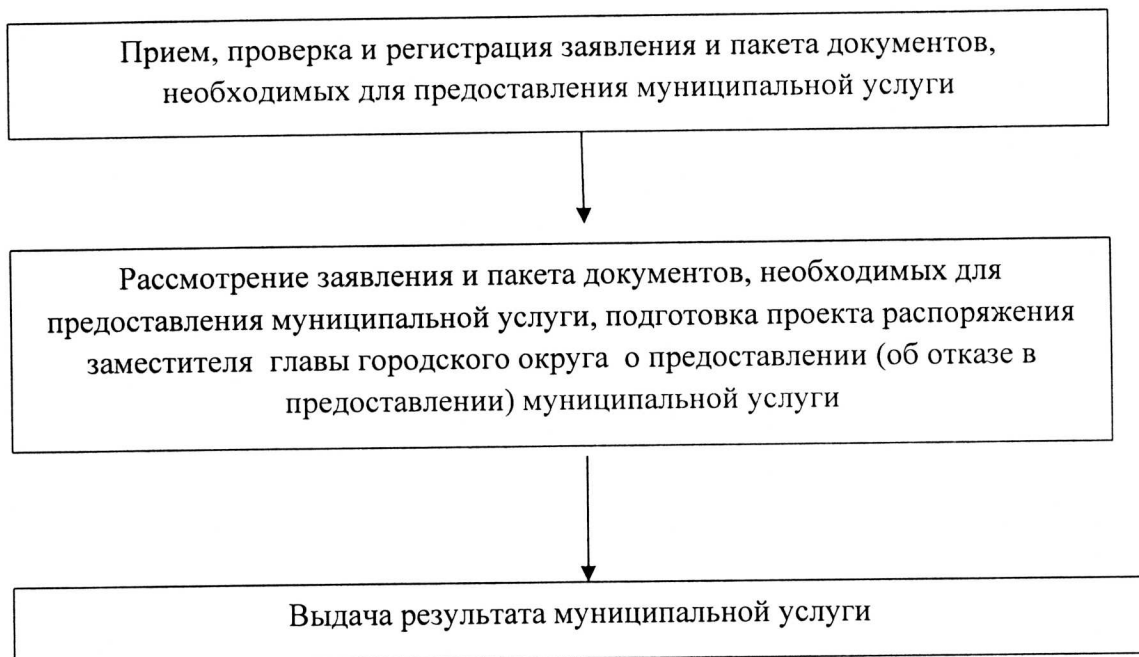 Прием, проверка и регистрация заявления и пакета документов,
необходимых для предоставления муниципальной услуги
Рассмотрение заявления и пакета документов, необходимых для
предоставления муниципальной услуги, подготовка проекта распоряжения
заместителя главы городского округа о предоставлении (об отказе в
предоставлении) муниципальной услуги
Выдача результата муниципальной услуги